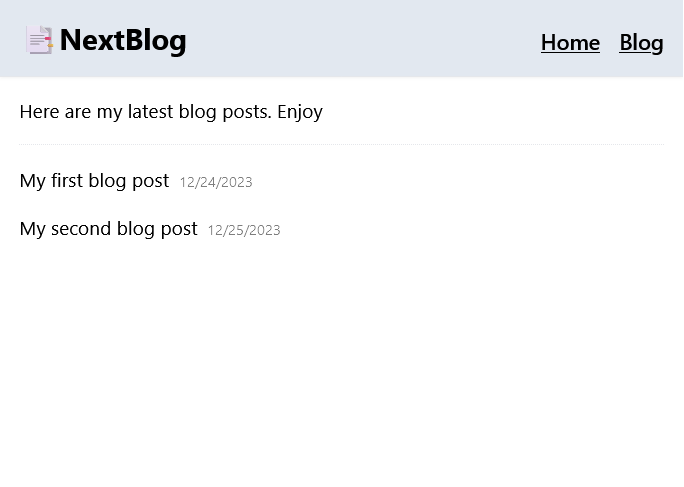 NextBlog
Home Blog
Here are my latest blog posts. Enjoy
My first blog post 12/24/2023
My second blog post 12/25/2023